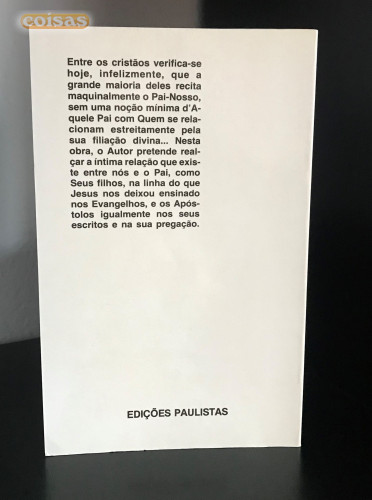 coisas
Entre os cristãos verifica-se
hoje, infelizmente, que a
grande maioria deles recita
maquinalmente o Pai-Nosso,
sem uma noção mínima d'A-
quele Pai com Quem se rela-
cionam estreitamente pela
sua filiação divina... Nesta
obra, o Autor pretende real-
çar a íntima relação que exis-
te entre nós e o Pai, como
Seus filhos, na linha do que
Jesus nos deixou ensinado
nos Evangelhos, e os Após-
tolos igualmente nos seus
escritos e na sua pregação.
EDIÇÕES PAULISTAS